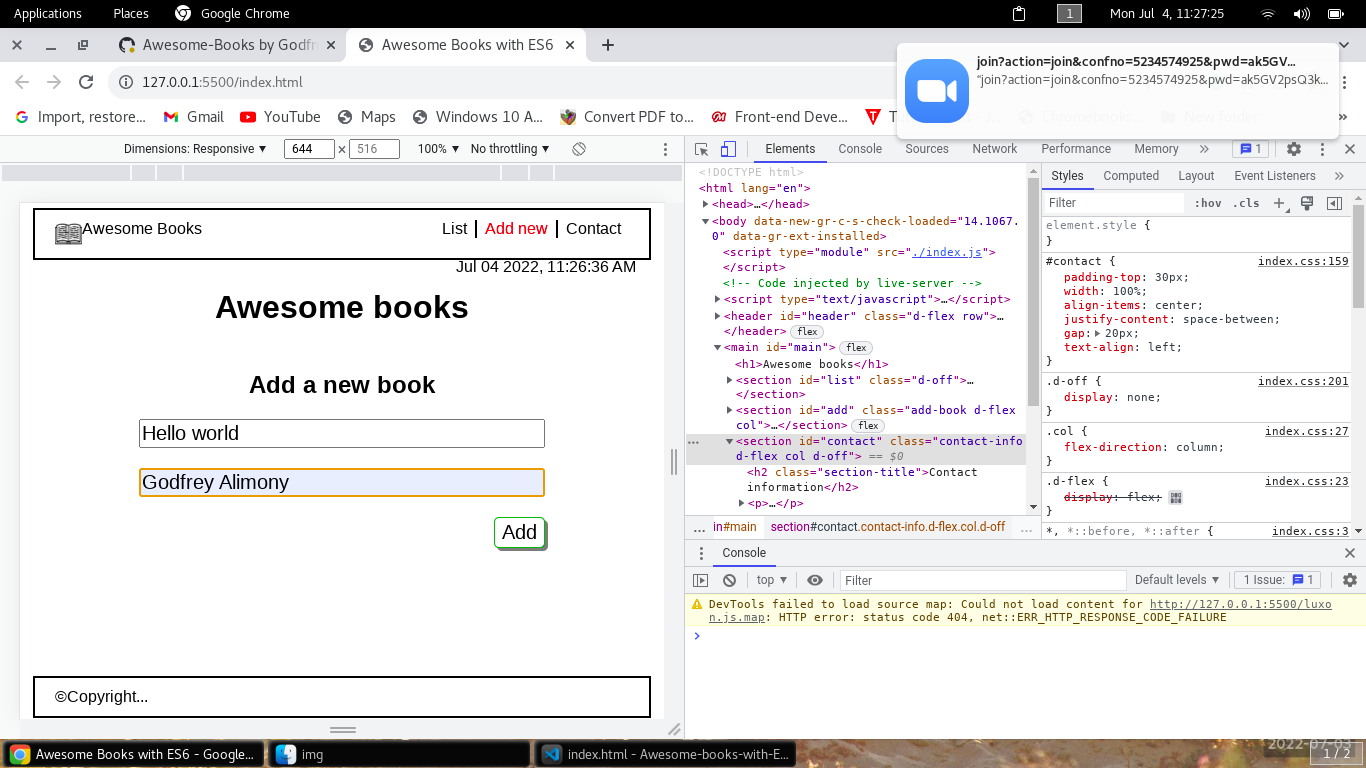 Applications Places Google Chrome 1 Mon Jul 4, 11:27:25
Awesome-Books by Godfr Awesome Books with ES6
join?action=join&confno=5234574925&pwd=ak5GV...
"join?action=join&confno=5234574925&pwd=ak5GV2psQ3k...
127.0.0.1:5500/index.html
Import, restore... Gmail YouTube Maps Windows 10 A... Convert PDF to... Front-end Deve... Chromebooks... New folder »
Dimensions: Responsive ▼ 644 × 516 100% ▼ No throttling ▼
Elements Console Sources Network Performance Memory » 1
Awesome Books List Add new Contact
Jul 04 2022, 11:26:36 AM
Awesome books
Add a new book
Hello world
Godfrey Alimony
Add
©Copyright...
<!DOCTYPE html>
<html lang="en">
<head>…</head>
<body data-new-gr-c-s-check-loaded="14.1067.
0" data-gr-ext-installed>
<script type="module" src="./index.js">
</script>
<!-- Code injected by live-server -->
<script type="text/javascript">…</script>
<header id="header" class="d-flex row">…
</header> flex
<main id="main"> flex
<h1>Awesome books</h1>
<section id="list" class="d-off">…
</section>
<section id="add" class="add-book d-flex
col">…</section> flex
<section id="contact" class="contact-info
d-flex col d-off"> == $0
<h2 class="section-title">Contact
information</h2>
<p>…</p>
... in#main section#contact.contact-info.d-flex.col.d-off ...
Styles Computed Layout Event Listeners »
Filter :hov .cls
element.style {
}
#contact { index.css:159
padding-top: 30px;
width: 100%;
align-items: center;
justify-content: space-between;
gap: 20px;
text-align: left;
}
.d-off { index.css:201
display: none;
}
.col { index.css:27
flex-direction: column;
}
.d-flex { index.css:23
display: flex;
}
*, *::before, *::after { index.css:3
Console
top ▼ Filter Default levels ▼ 1 Issue: 1
DevTools failed to load source map: Could not load content for http://127.0.0.1:5500/luxo
n.js.map: HTTP error: status code 404, net::ERR_HTTP_RESPONSE_CODE_FAILURE
Awesome Books with ES6 - Google... img index.html - Awesome-books-with-E...
2022-07-03
1 / 2